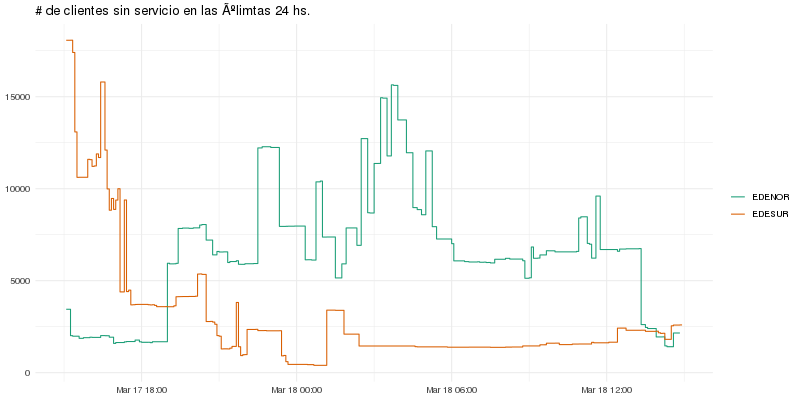 # de clientes sin servicio en las Ãºlimtas 24 hs.
15000
10000
5000
0
Mar 17 18:00
Mar 18 00:00
Mar 18 06:00
Mar 18 12:00
EDENOR
EDESUR